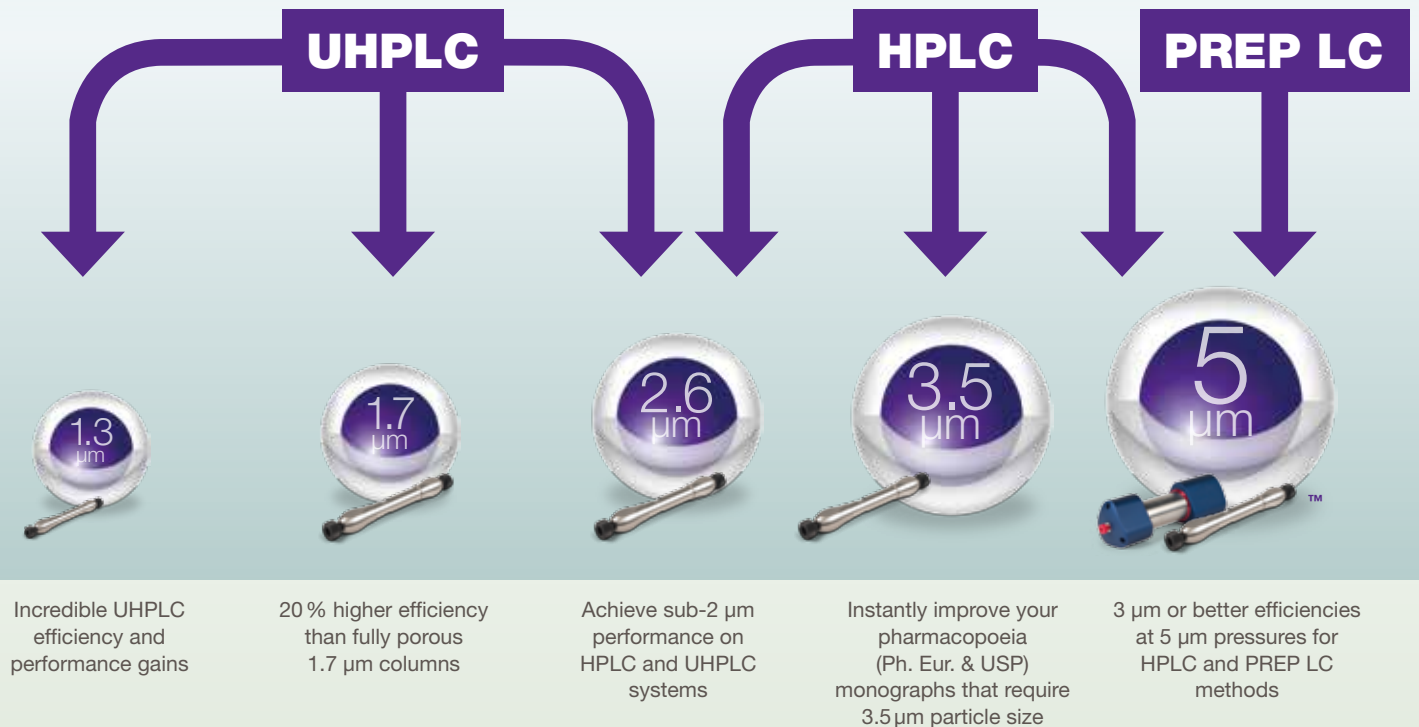 UHPLC
HPLC
PREP LC
1.3
µm
1.7
µm
2.6
µm
3.5
µm
5
µm
™
Incredible UHPLC
efficiency and
performance gains
20 % higher efficiency
than fully porous
1.7 µm columns
Achieve sub-2 µm
performance on
HPLC and UHPLC
systems
Instantly improve your
pharmacopoeia
(Ph. Eur. & USP)
monographs that require
3.5 µm particle size
3 µm or better efficiencies
at 5 µm pressures for
HPLC and PREP LC
methods